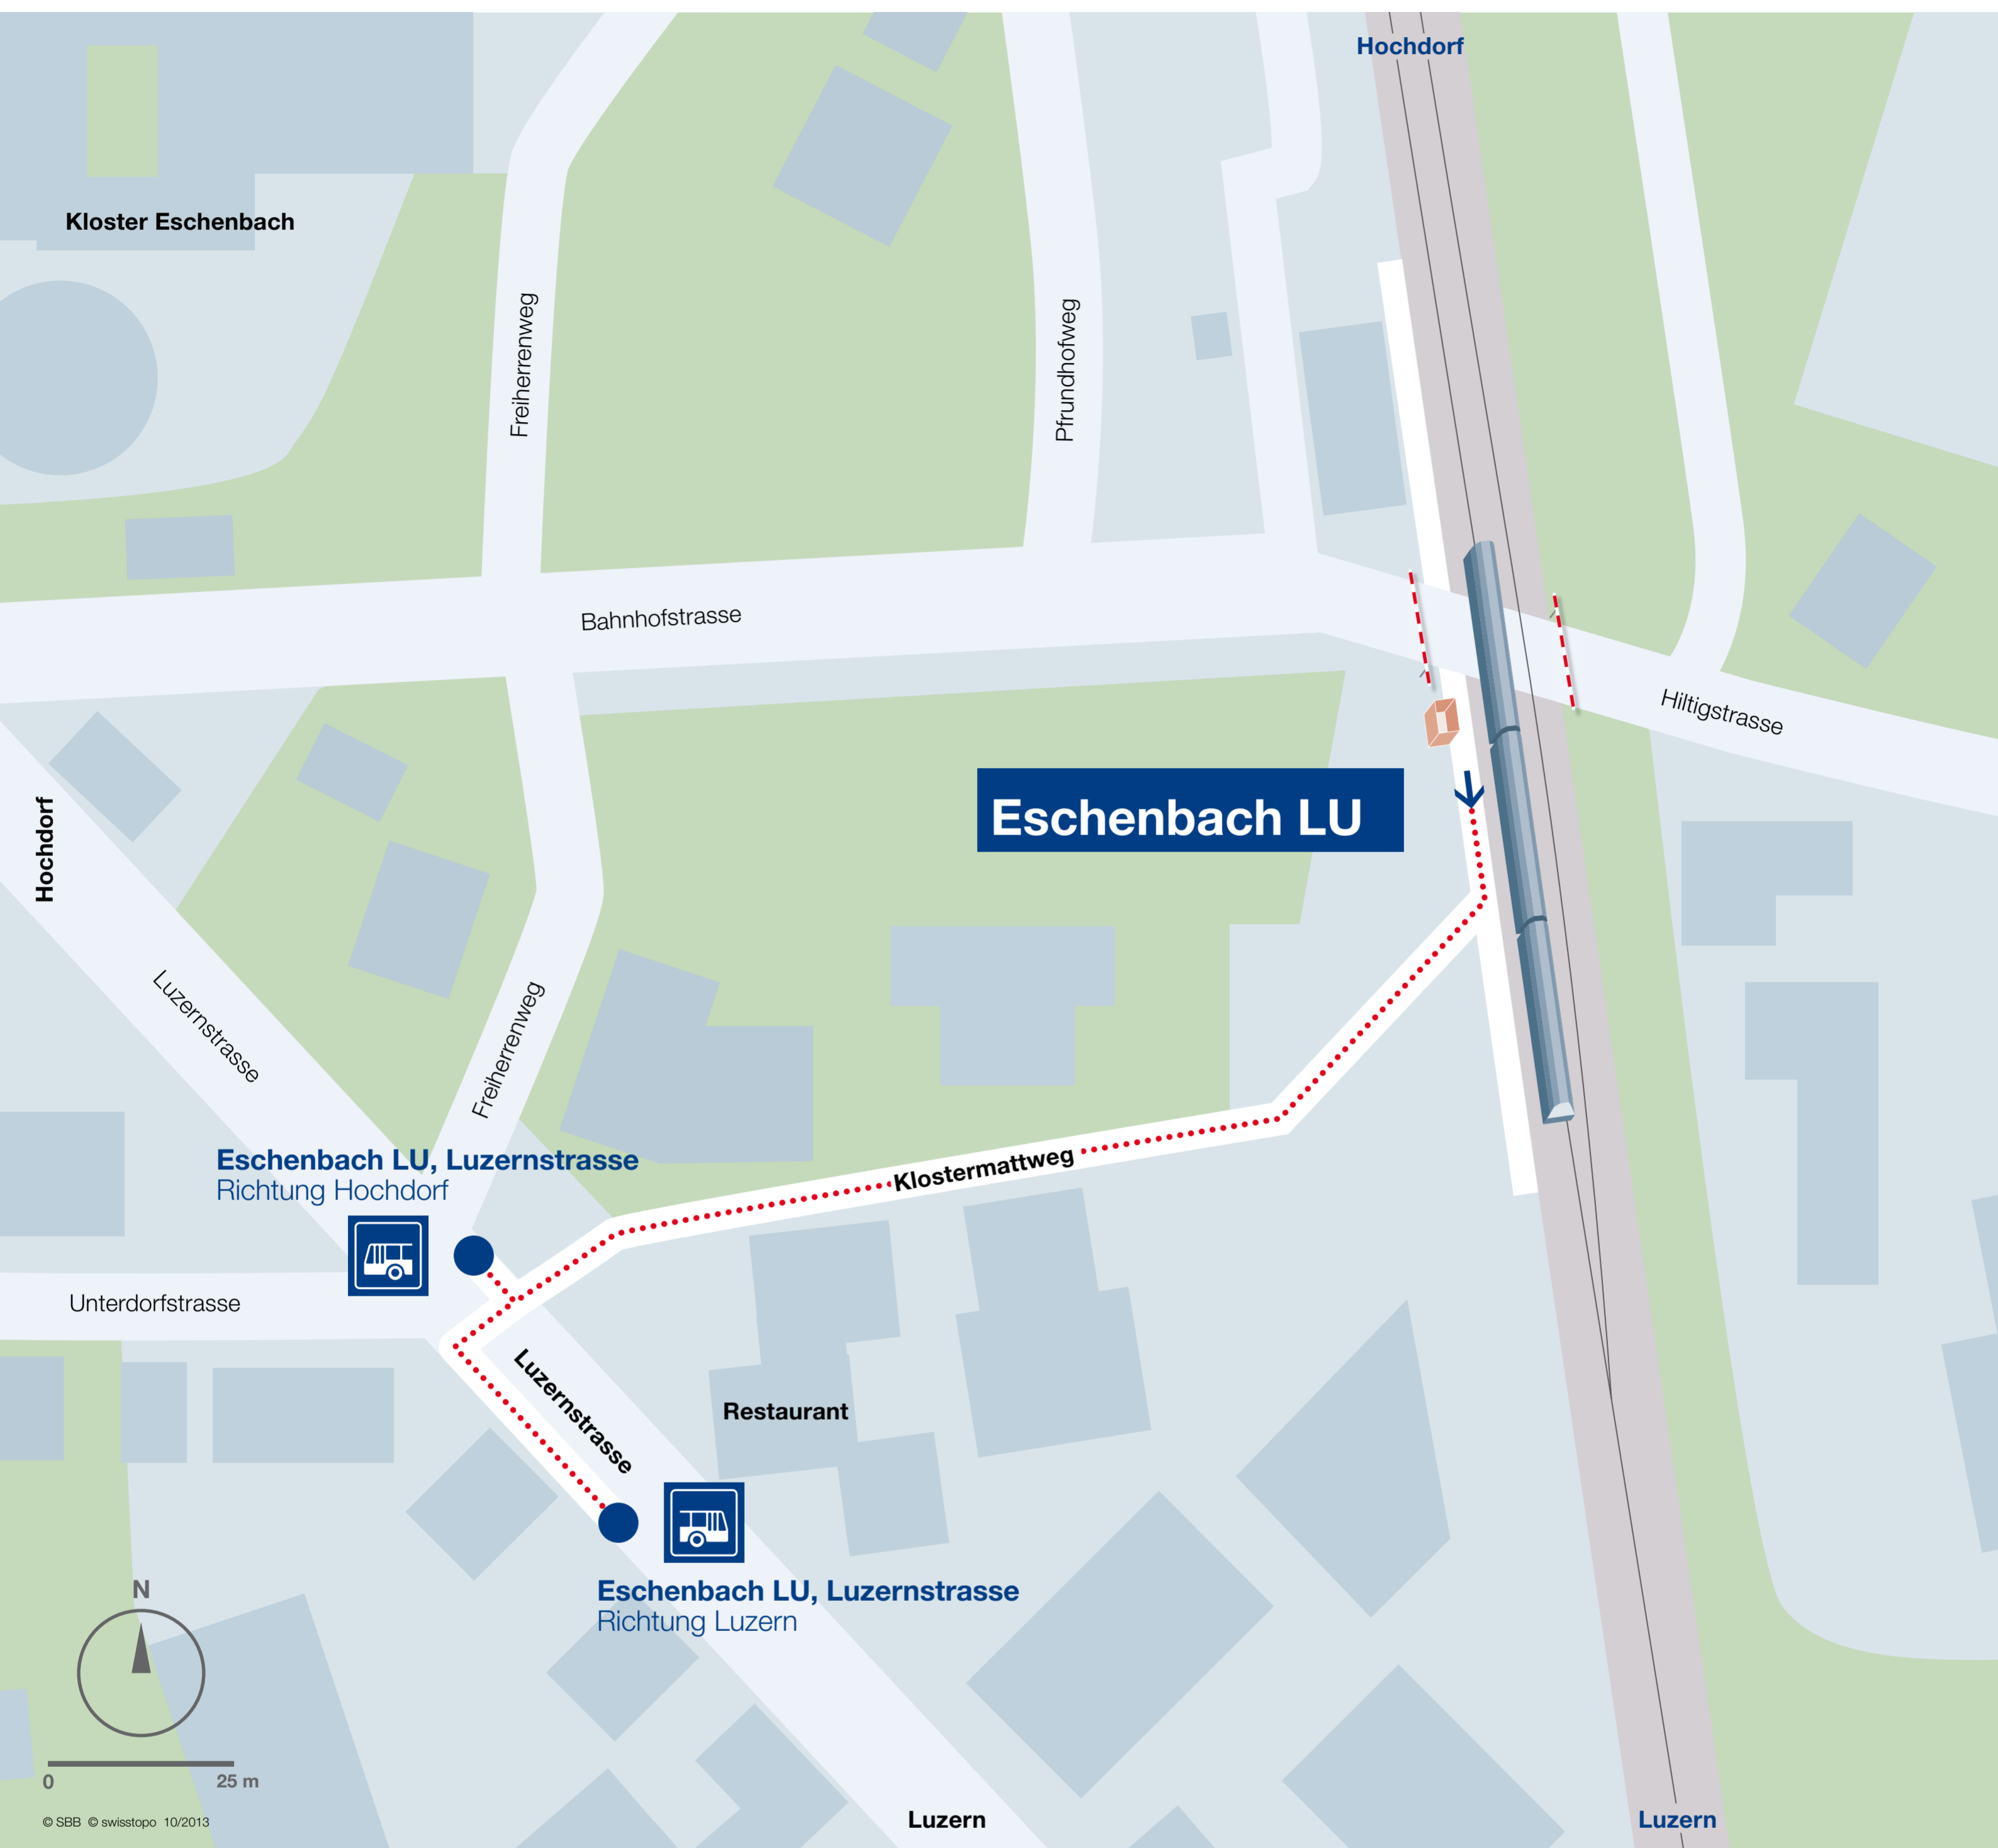 Hochdorf
Kloster Eschenbach
Freiherrenweg
Pfrundhofweg
Bahnhofstrasse
Hiltigstrasse
Eschenbach LU
Hochdorf
Luzernstrasse
Freiherrenweg
Eschenbach LU, Luzernstrasse
Richtung Hochdorf
Klostermattweg
Unterdorfstrasse
Luzernstrasse
Restaurant
Eschenbach LU, Luzernstrasse
Richtung Luzern
N
0 25 m
© SBB © swisstopo 10/2013
Luzern
Luzern